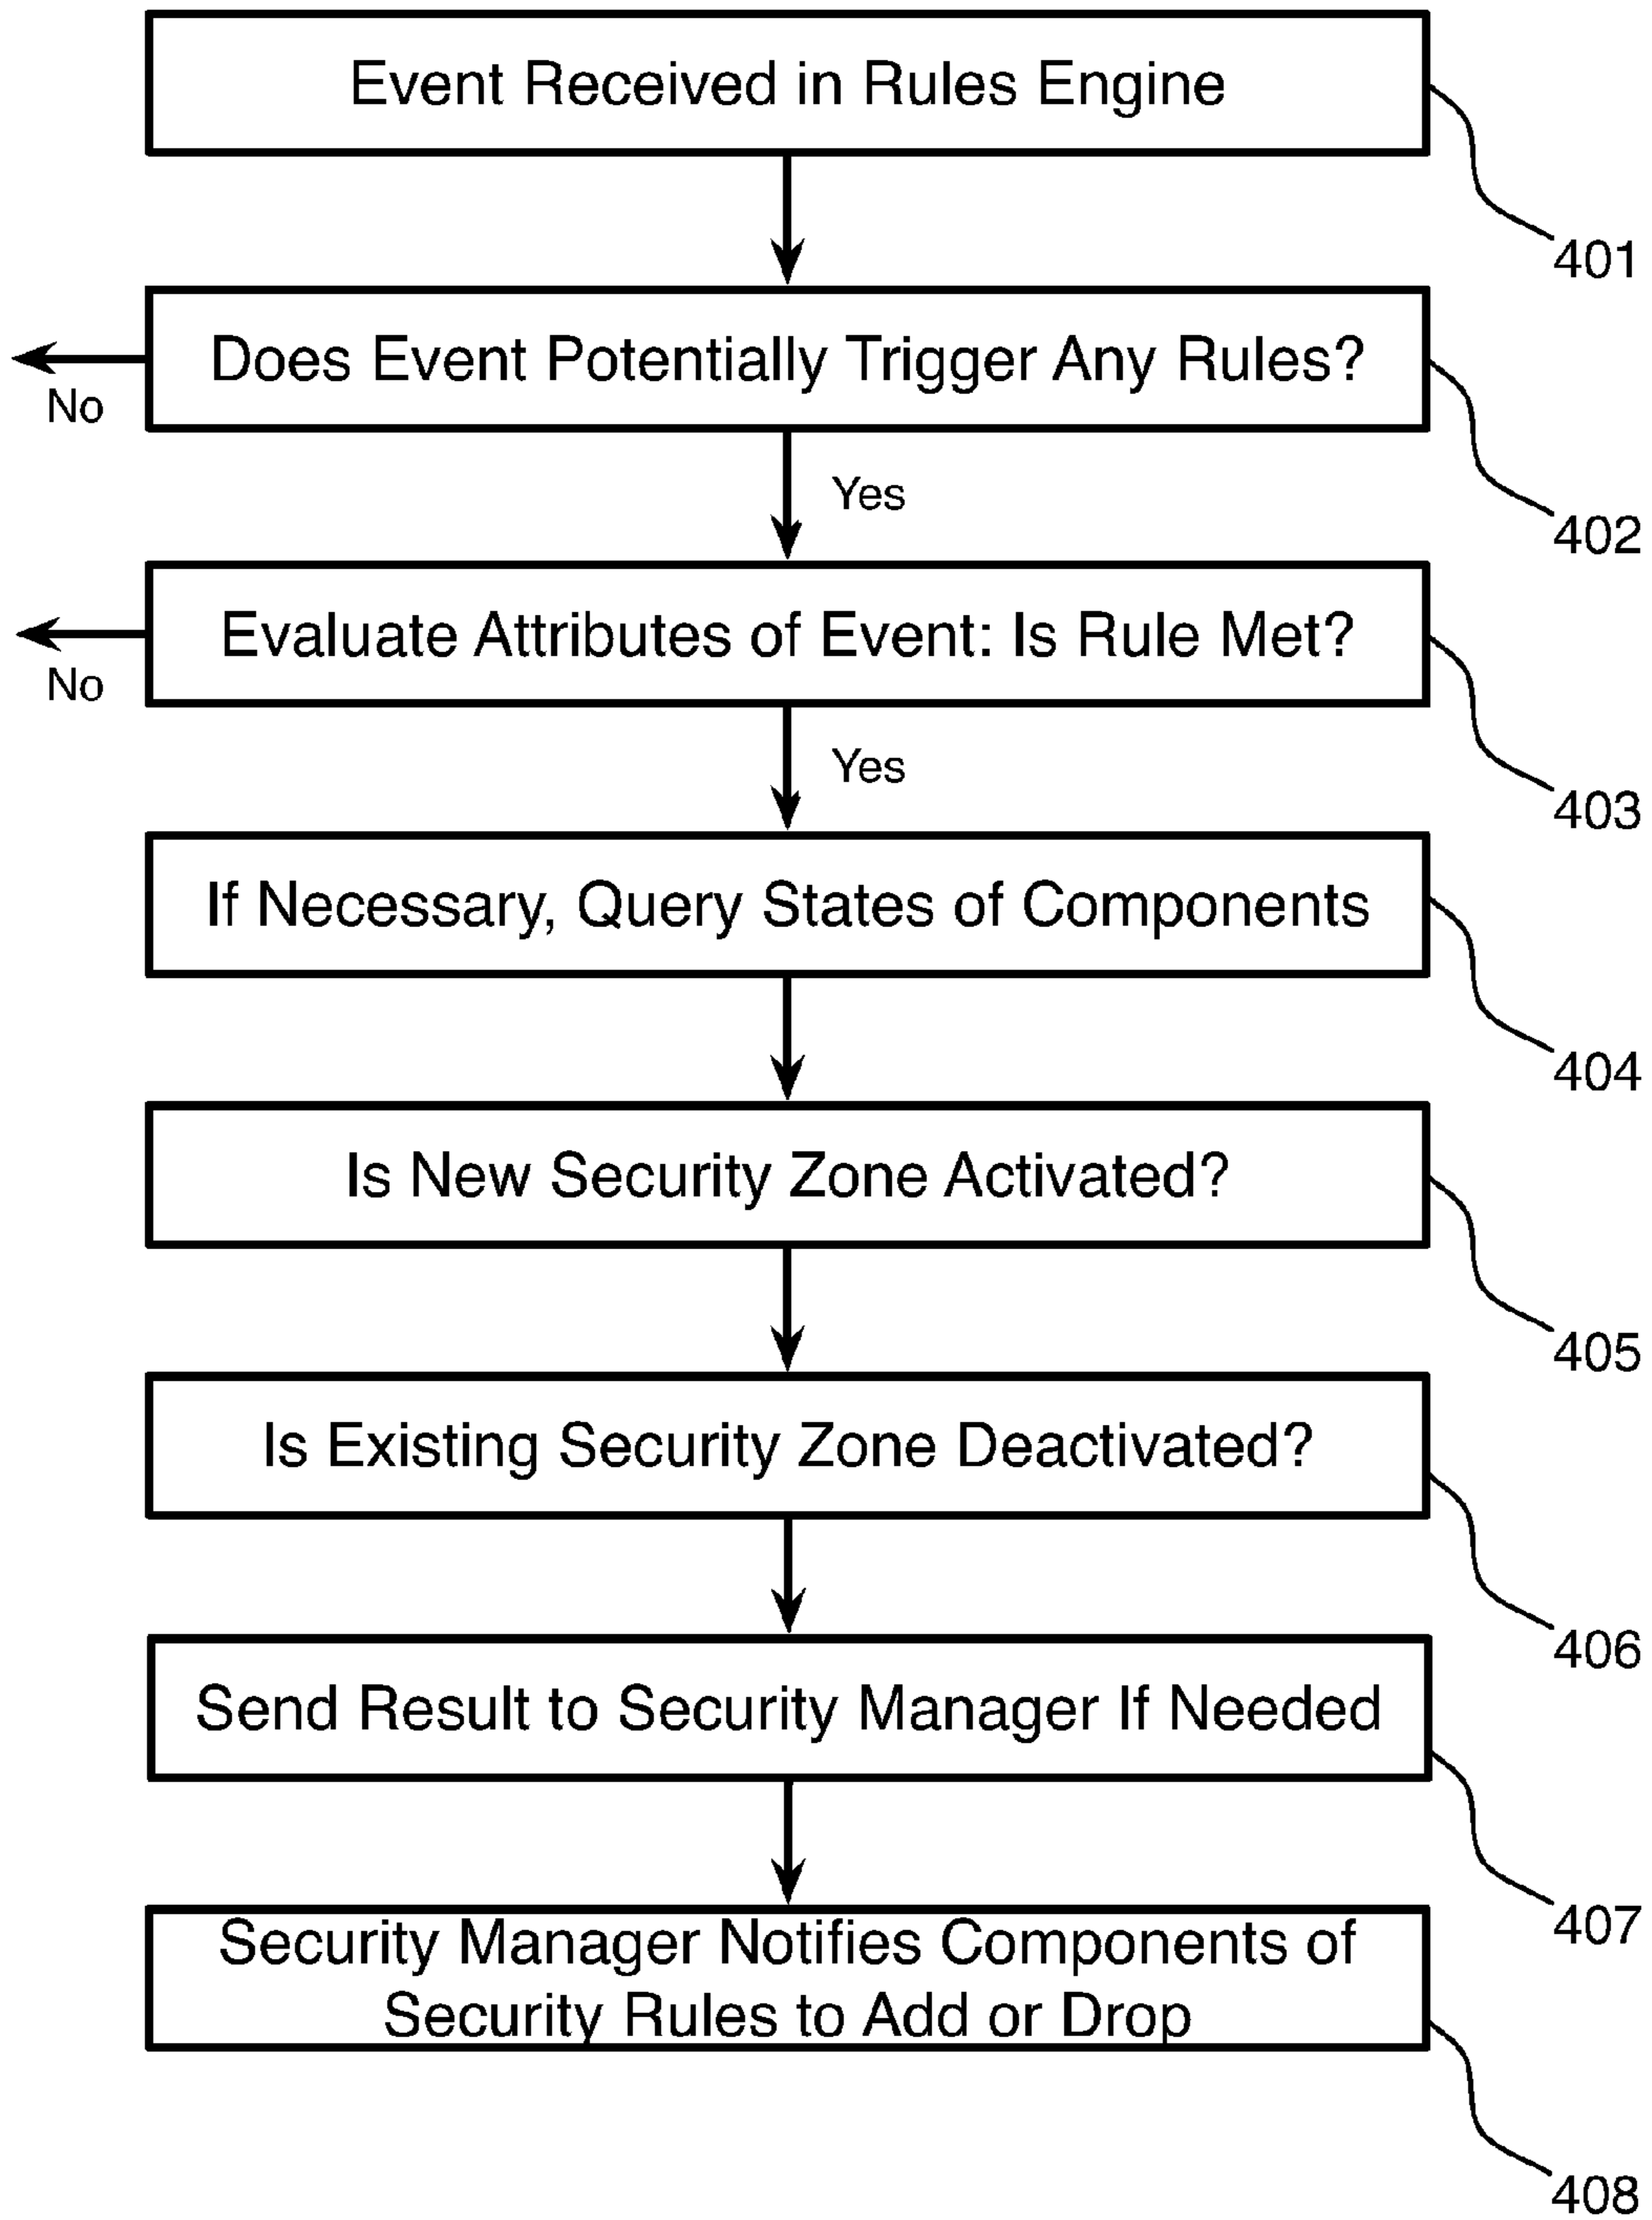 Event Received in Rules Engine
401
Does Event Potentially Trigger Any Rules?
No
402
Yes
Evaluate Attributes of Event: Is Rule Met?
No
403
Yes
If Necessary, Query States of Components
404
Is New Security Zone Activated?
405
Is Existing Security Zone Deactivated?
406
Send Result to Security Manager If Needed
407
Security Manager Notifies Components of
Security Rules to Add or Drop
408